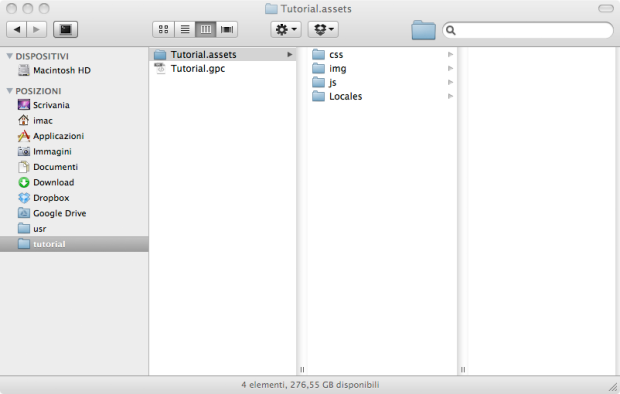 Tutorial.assets
DISPOSITIVI
Macintosh HD
POSIZIONI
Scrivania
imac
Applicazioni
Immagini
Documenti
Download
Dropbox
Google Drive
usr
tutorial
Tutorial.assets
Tutorial.gpc
css
img
js
Locales
4 elementi, 276,55 GB disponibili